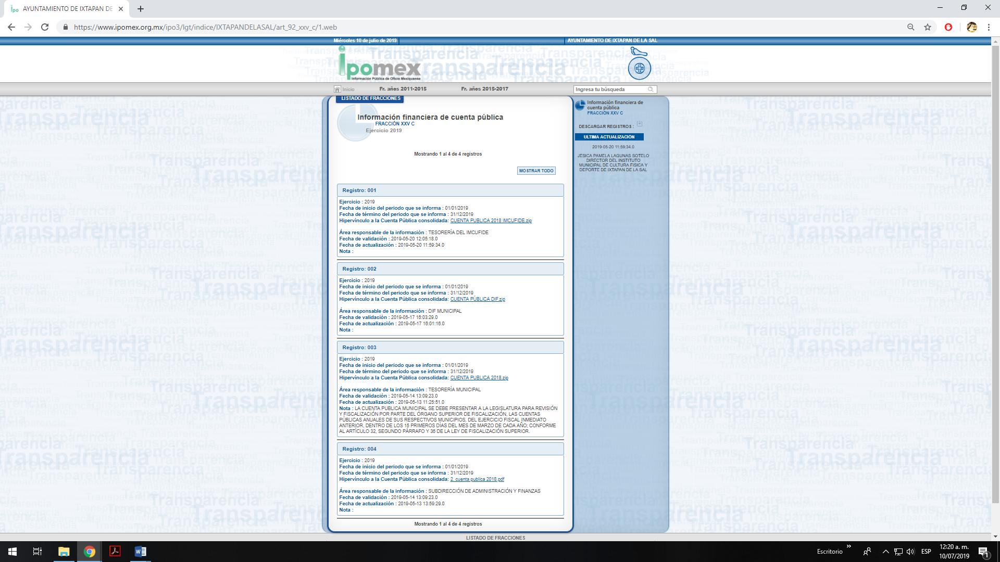 AYUNTAMIENTO DE IXTAPAN DE
https://www.ipomex.org.mx/ipo3/lgt/indice/IXTAPANDELASAL/art_92_xxv_c/1.web
Miércoles 10 de julio de 2019
AYUNTAMIENTO DE IXTAPAN DE LA SAL
ipomex
Información Pública de Oficio Mexiquense
Transparencia
Inicio
Fr. años 2011-2015
Fr. años 2015-2017
Ingresa tu búsqueda
LISTADO DE FRACCIONES
Información financiera de cuenta pública
FRACCIÓN XXV C
Ejercicio 2019
Mostrando 1 al 4 de 4 registros
MOSTRAR TODO
Registro: 001
Ejercicio : 2019
Fecha de inicio del periodo que se informa : 01/01/2019
Fecha de término del periodo que se informa : 31/12/2019
Hipervínculo a la Cuenta Pública consolidada: CUENTA PUBLICA 2018 IMCUFIDE.zip
Área responsable de la información : TESORERÍA DEL IMCUFIDE
Fecha de validación : 2019-05-20 12:05:18.0
Fecha de actualización : 2019-05-20 11:59:34.0
Nota :
Registro: 002
Ejercicio : 2019
Fecha de inicio del periodo que se informa : 01/01/2019
Fecha de término del periodo que se informa : 31/12/2019
Hipervínculo a la Cuenta Pública consolidada: CUENTA PÚBLICA DIF.zip
Área responsable de la información : DIF MUNICIPAL
Fecha de validación : 2019-05-17 16:03:29.0
Fecha de actualización : 2019-05-17 16:01:16.0
Nota :
Registro: 003
Ejercicio : 2019
Fecha de inicio del periodo que se informa : 01/01/2019
Fecha de término del periodo que se informa : 31/12/2019
Hipervínculo a la Cuenta Pública consolidada: CUENTA PUBLICA 2018.zip
Área responsable de la información : TESORERÍA MUNICIPAL
Fecha de validación : 2019-05-14 13:09:23.0
Fecha de actualización : 2019-05-13 11:25:51.0
Nota : LA CUENTA PUBLICA MUNICIPAL SE DEBE PRESENTAR A LA LEGISLATURA PARA REVISIÓN
Y FISCALIZACIÓN POR PARTE DEL ÓRGANO SUPERIOR DE FISCALIZACIÓN, LAS CUENTAS
PÚBLICAS ANUALES DE SUS RESPECTIVOS MUNICIPIOS, DEL EJERCICIO FISCAL INMEDIATO
ANTERIOR, DENTRO DE LOS 15 PRIMEROS DÍAS DEL MES DE MARZO DE CADA AÑO; CONFORME
AL ARTÍCULO 32, SEGUNDO PÁRRAFO Y 36 DE LA LEY DE FISCALIZACIÓN SUPERIOR.
Registro: 004
Ejercicio : 2019
Fecha de inicio del periodo que se informa : 01/01/2019
Fecha de término del periodo que se informa : 31/12/2019
Hipervínculo a la Cuenta Pública consolidada: 2. cuenta publica 2018.pdf
Área responsable de la información : SUBDIRECCIÓN DE ADMINISTRACIÓN Y FINANZAS
Fecha de validación : 2019-05-14 13:09:23.0
Fecha de actualización : 2019-05-13 13:59:29.0
Nota :
Mostrando 1 al 4 de 4 registros
Información financiera de
cuenta pública
FRACCIÓN XXV C
DESCARGAR REGISTROS :
ULTIMA ACTUALIZACIÓN
2019-05-20 11:59:34.0
JESICA PAMELA LAGUNAS SOTELO
DIRECTOR DEL INSTITUTO
MUNICIPAL DE CULTURA FISICA Y
DEPORTE DE IXTAPAN DE LA SAL
LISTADO DE FRACCIONES
Escritorio
ESP
12:20 a. m.
10/07/2019
1